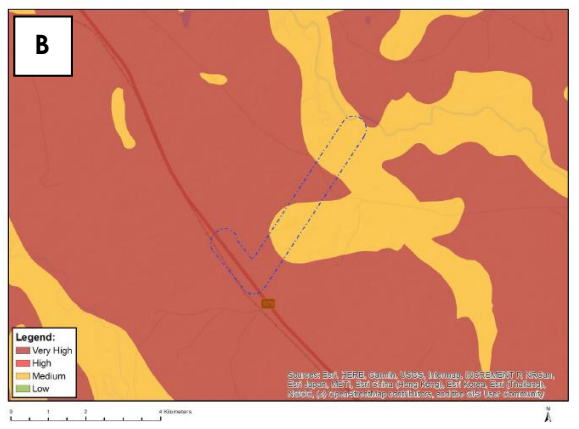 B
Legend:
Very High
High
Medium
Low
Sources: Esri, HERE, Garmin, USGS, Intermap, INCREMENT P, NRCan,
Esri Japan, METI, Esri China (Hong Kong), Esri Korea, Esri (Thailand),
NGCC, (c) OpenStreetMap contributors, and the GIS User Community
0 1 2 4 Kilometers
N